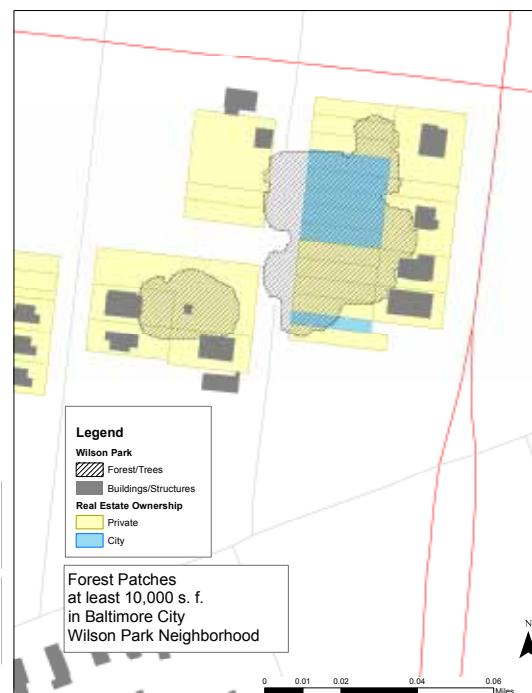 Legend
Wilson Park
Forest/Trees
Buildings/Structures
Real Estate Ownership
Private
City
Forest Patches
at least 10,000 s. f.
in Baltimore City
Wilson Park Neighborhood
N
0 0.01 0.02 0.04 0.06
Miles